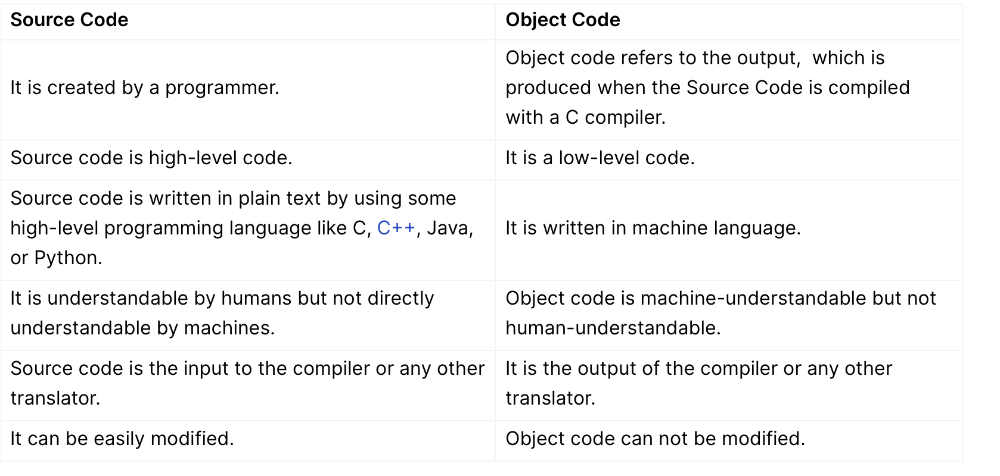 Source Code
Object Code
It is created by a programmer.
Object code refers to the output,  which is
produced when the Source Code is compiled
with a C compiler.
Source code is high-level code.
It is a low-level code.
Source code is written in plain text by using some
high-level programming language like C, C++, Java,
or Python.
It is written in machine language.
It is understandable by humans but not directly
understandable by machines.
Object code is machine-understandable but not
human-understandable.
Source code is the input to the compiler or any other
translator.
It is the output of the compiler or any other
translator.
It can be easily modified.
Object code can not be modified.